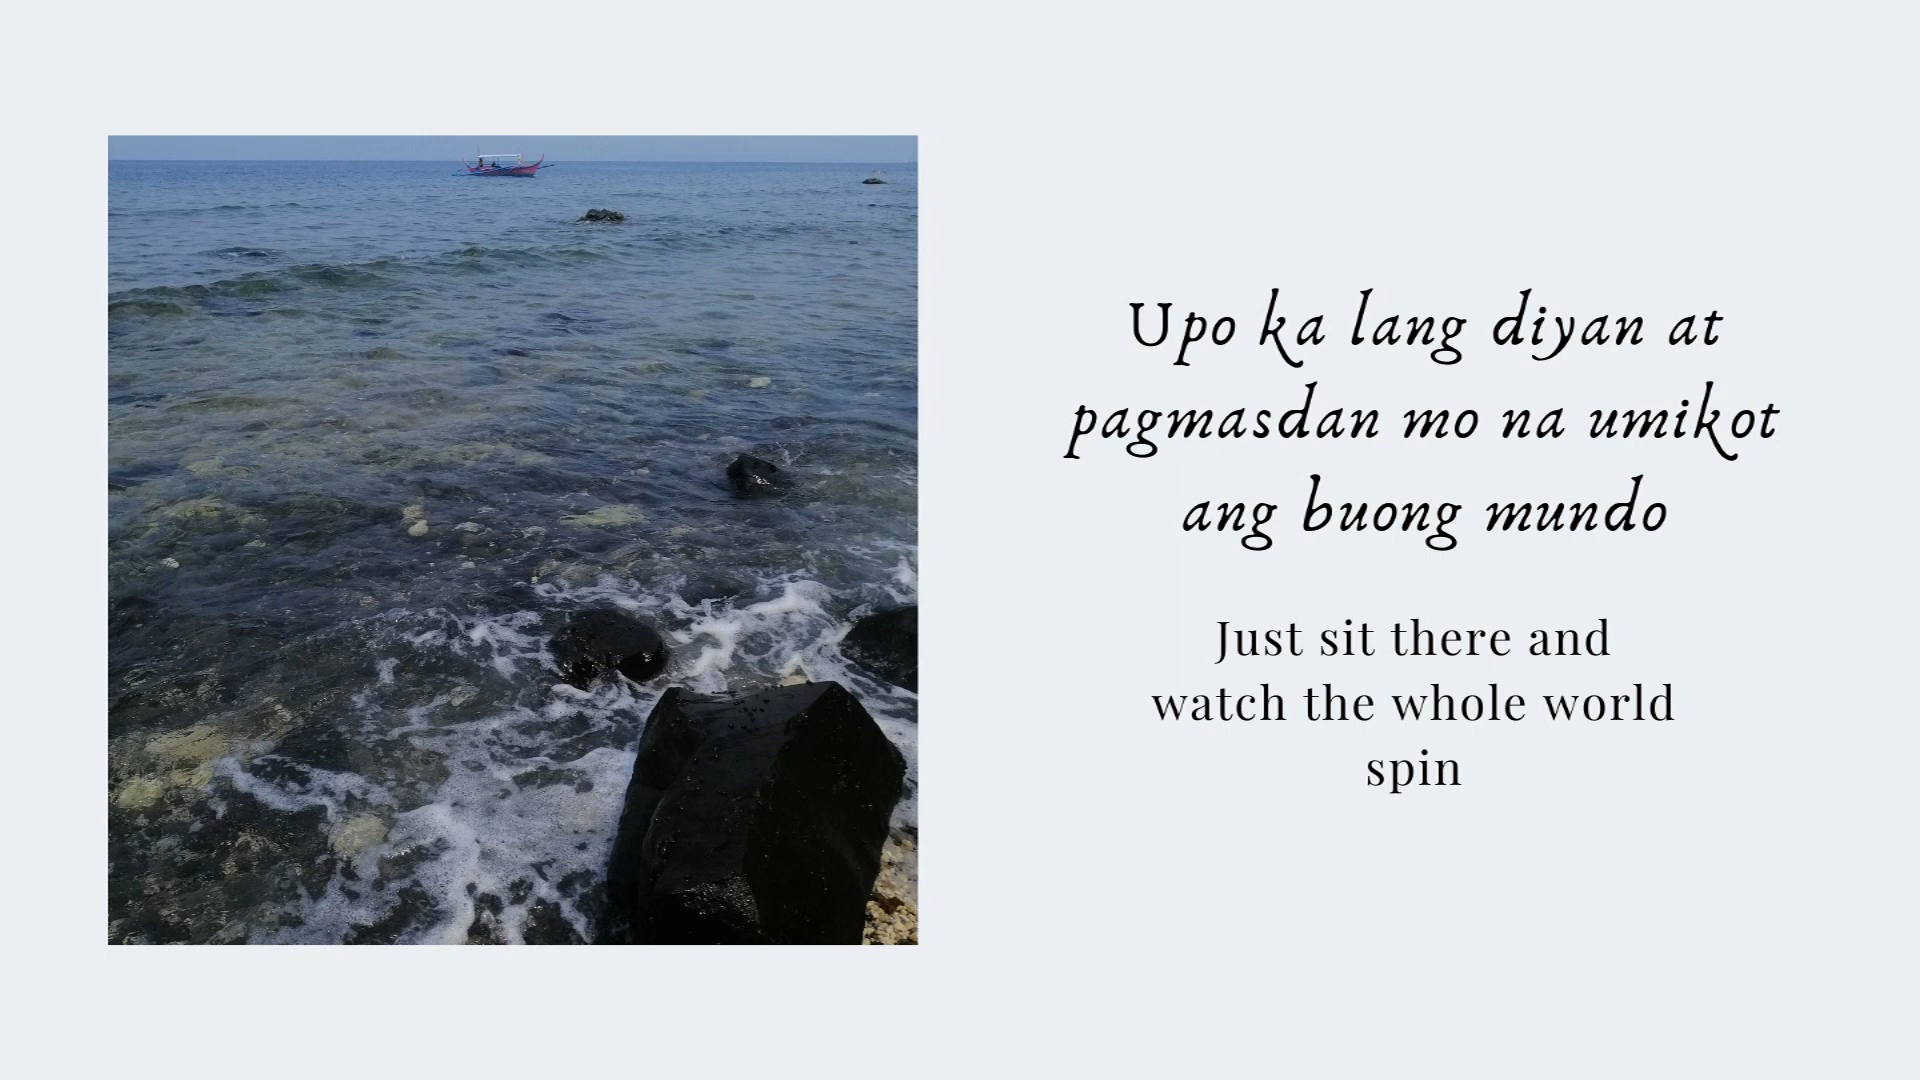 Upo ka lang diyan at
pagmasdan mo na umikot
ang buong mundo
Just sit there and
watch the whole world
spin